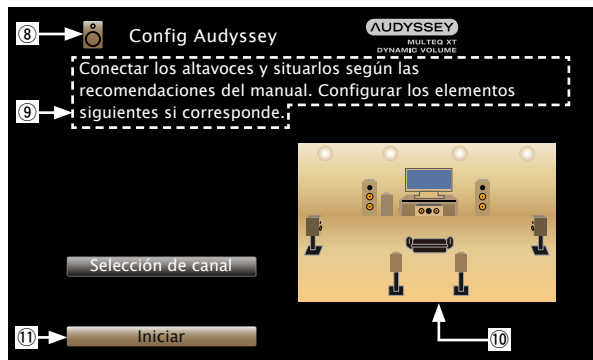 ⑧ Config Audyssey
AUDYSSEY
MULTEQ XT
DYNAMIC VOLUME
Conectar los altavoces y situarlos según las
recomendaciones del manual. Configurar los elementos
⑨ siguientes si corresponde.
Selección de canal
⑪ Iniciar
⑩